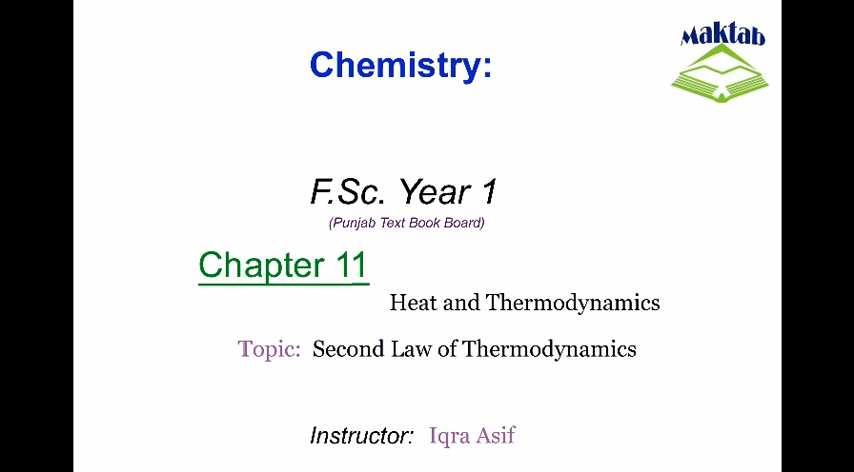 Maktab
Chemistry:
F.Sc. Year 1
(Punjab Text Book Board)
Chapter 11
Heat and Thermodynamics
Topic: Second Law of Thermodynamics
Instructor: Iqra Asif